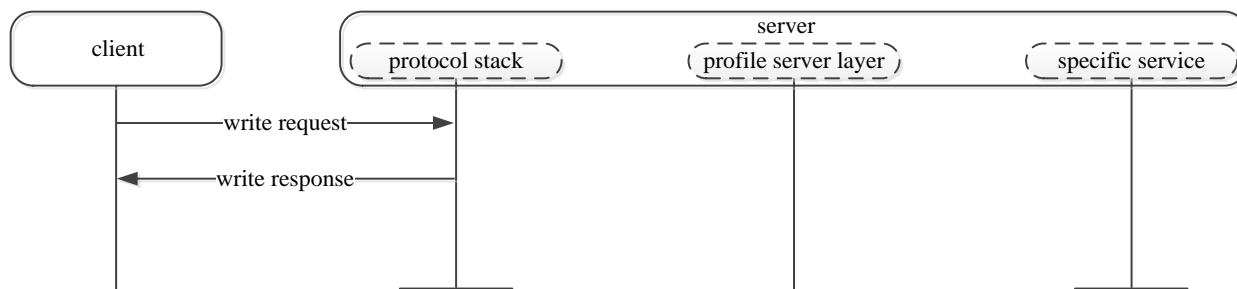 client
server
protocol stack
profile server layer
specific service
write request
write response